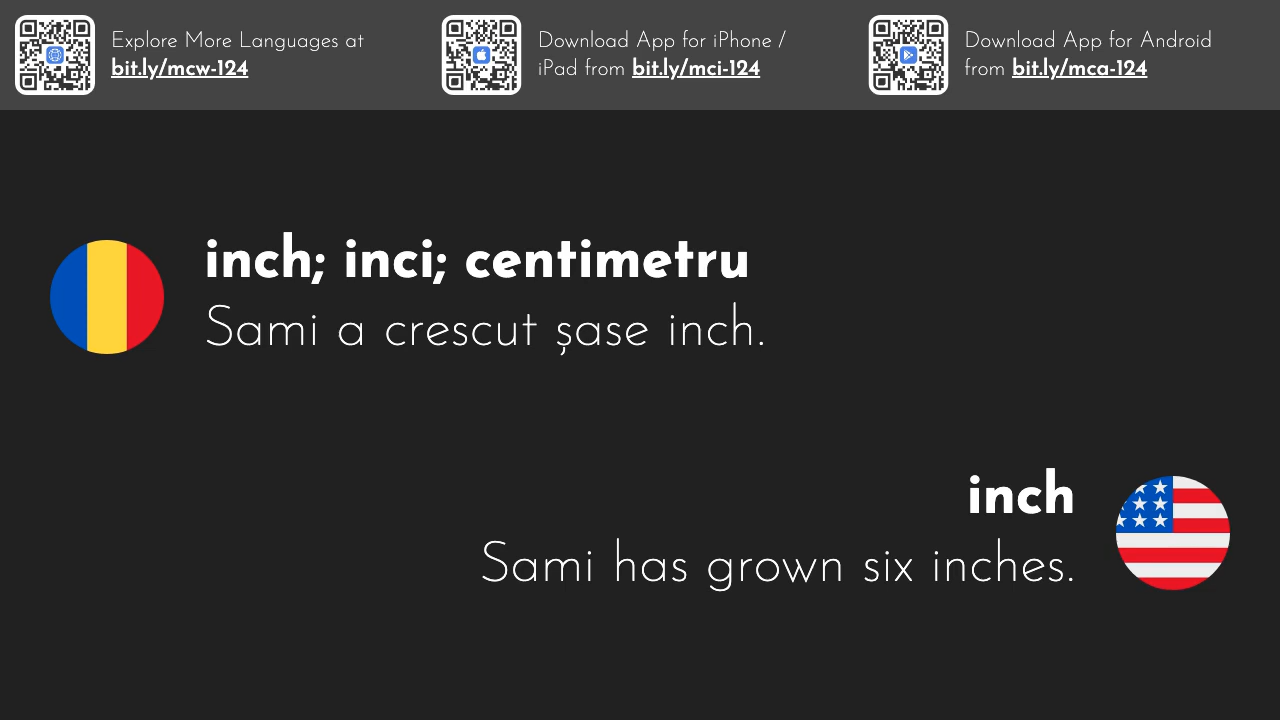 Explore More Languages at
bit.ly/mcw-124
Download App for iPhone /
iPad from bit.ly/mci-124
Download App for Android
from bit.ly/mca-124
inch; inci; centimetru
Sami a crescut șase inch.
inch
Sami has grown six inches.